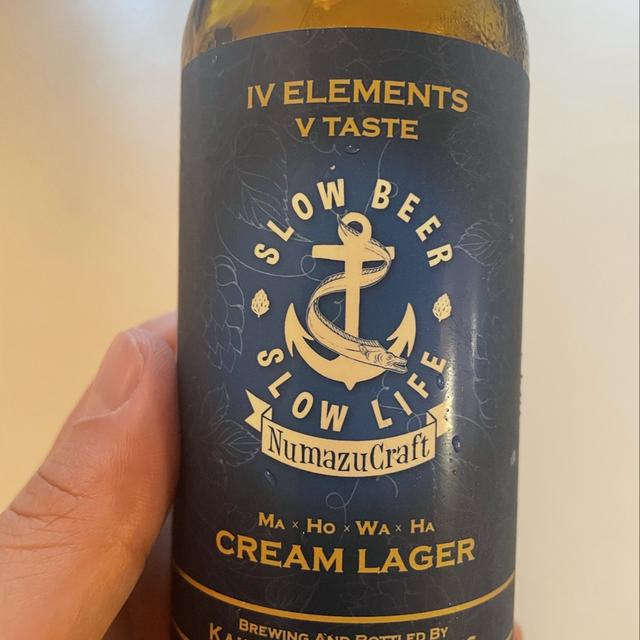 IV ELEMENTS
V TASTE
SLOW BEER
SLOW LIFE
NumazuCraft
Ma × Ho × Wa × Ha
CREAM LAGER
BREWING AND BOTTLED BY